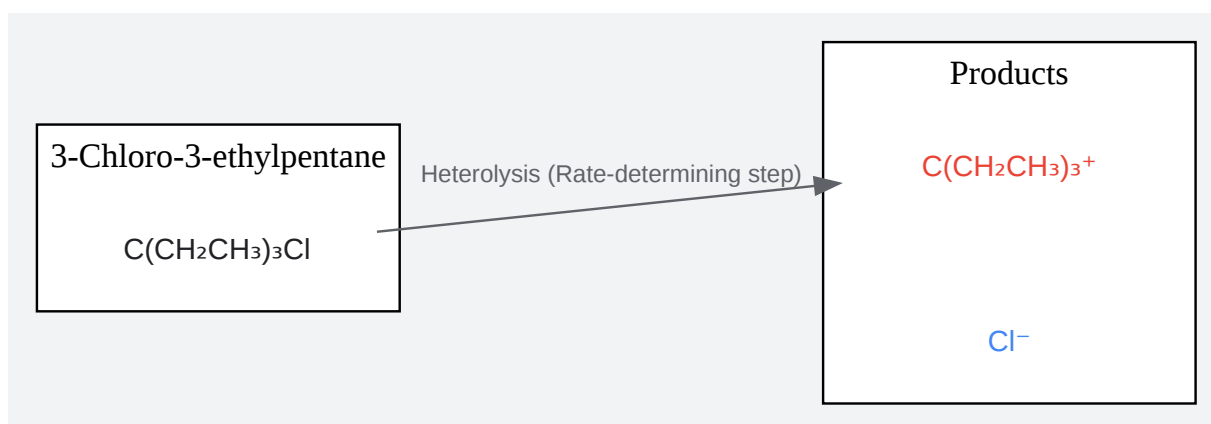 3-Chloro-3-ethylpentane
C(CH₂CH₃)₃Cl
Heterolysis (Rate-determining step)
Products
C(CH₂CH₃)₃⁺
Cl⁻